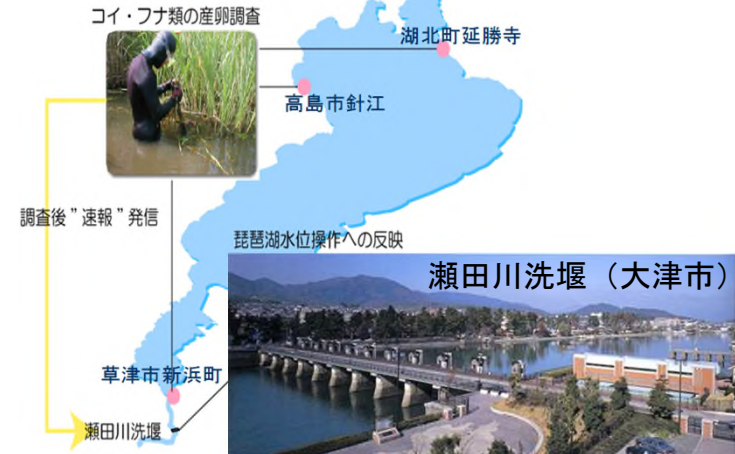 コイ・フナ類の産卵調査
湖北町延勝寺
高島市針江
調査後”速報”発信
琵琶湖水位操作への反映
瀬田川洗堰（大津市）
草津市新浜町
瀬田川洗堰